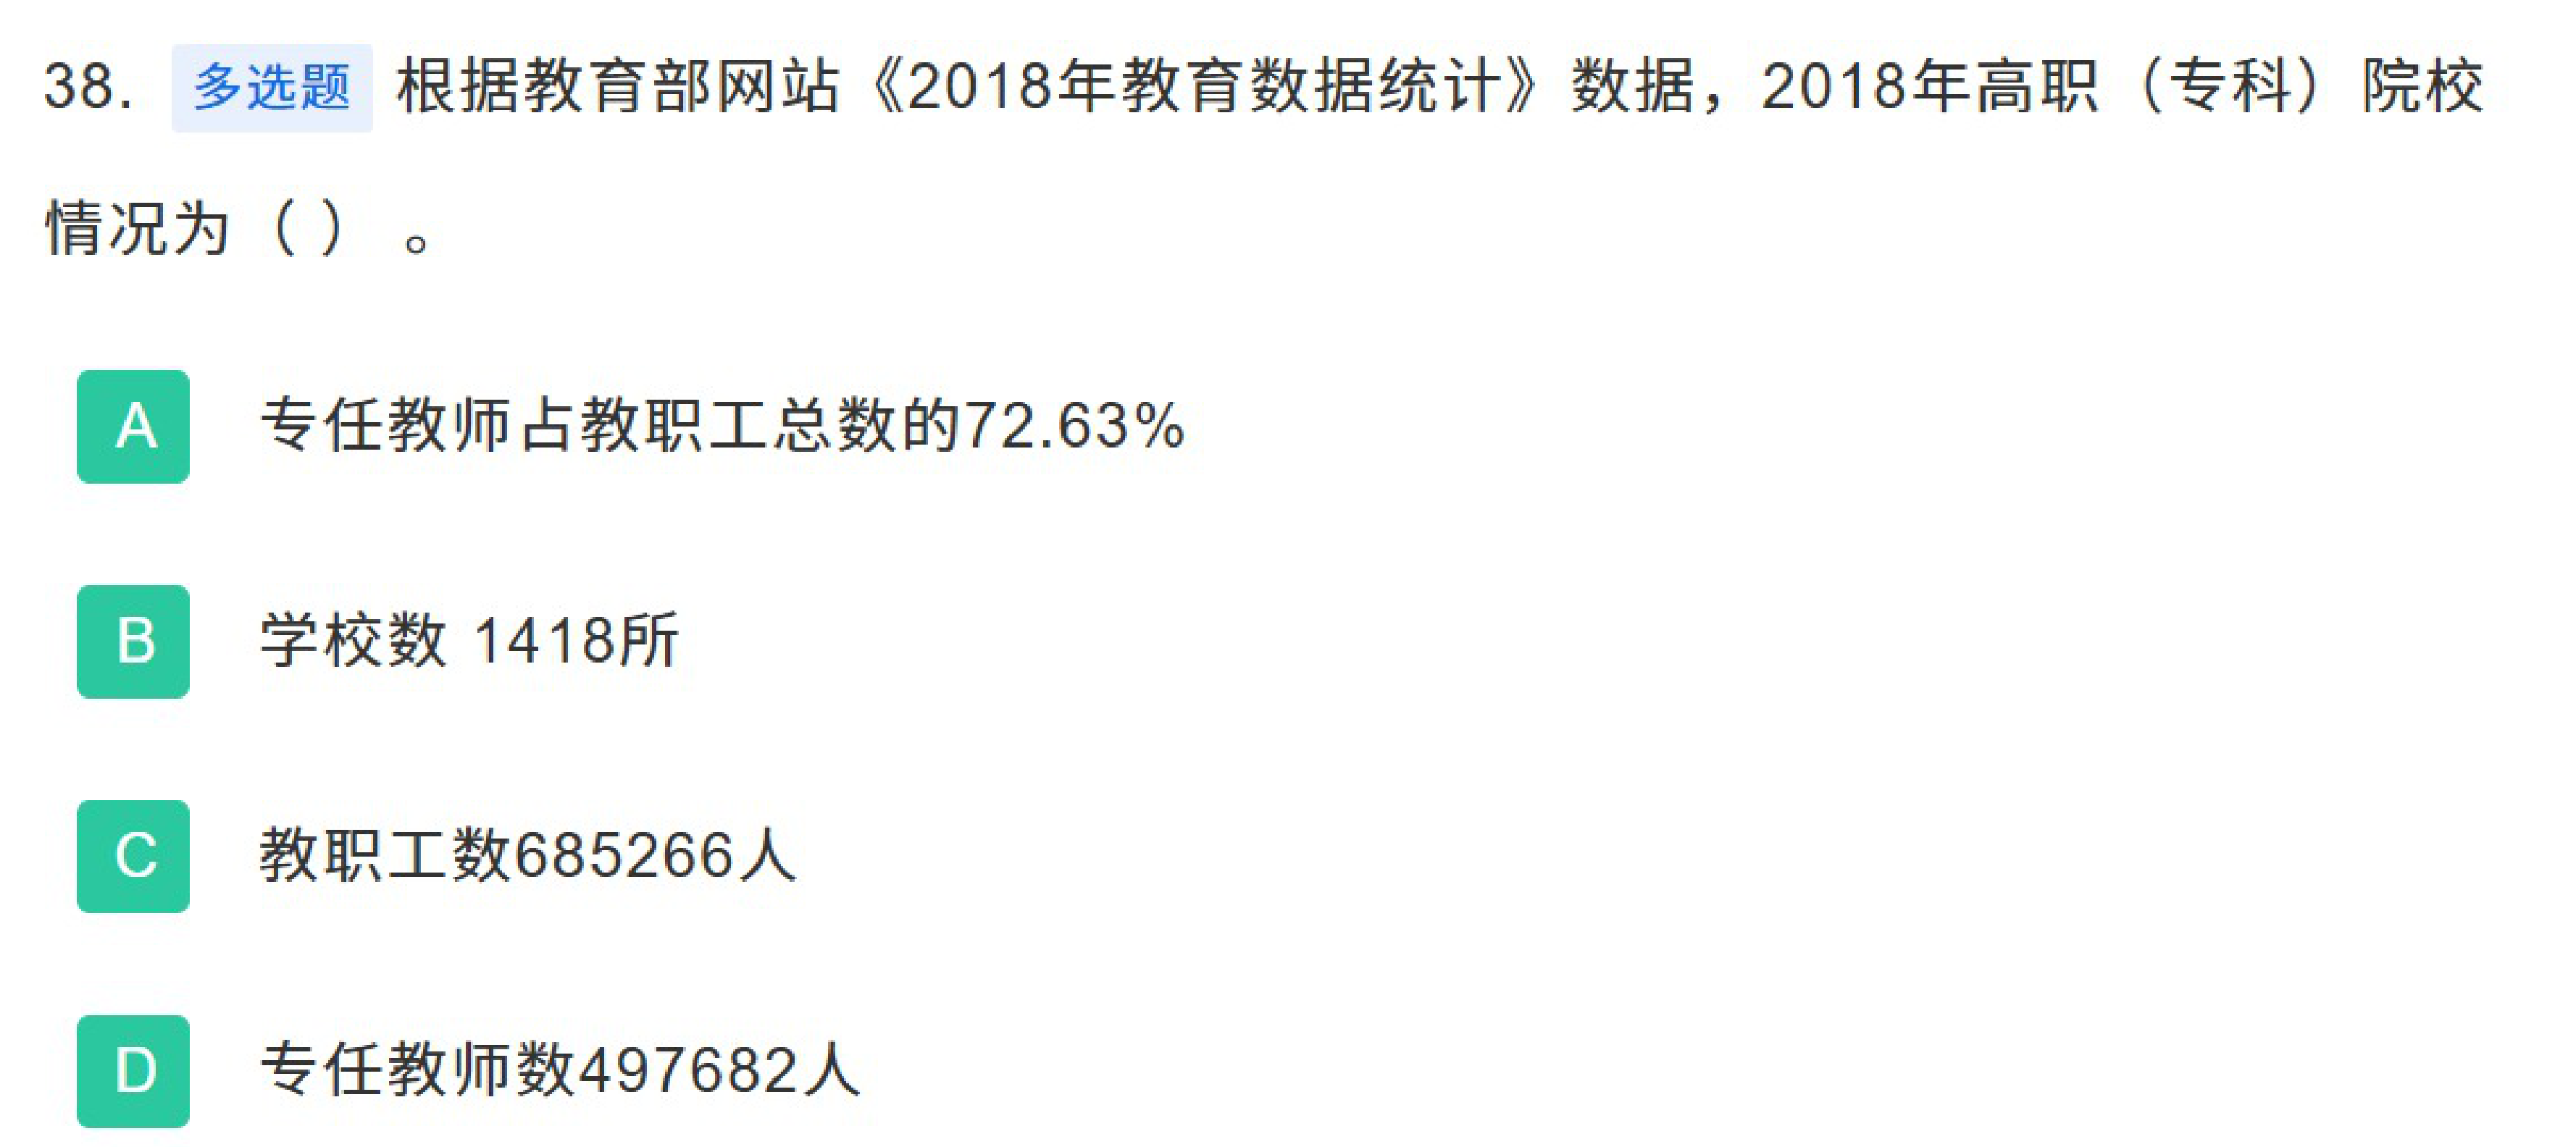 38. 多选题 根据教育部网站《2018年教育数据统计》数据，2018年高职（专科）院校
情况为（ ） 。
A 专任教师占教职工总数的72.63%
B 学校数 1418所
C 教职工数685266人
D 专任教师数497682人